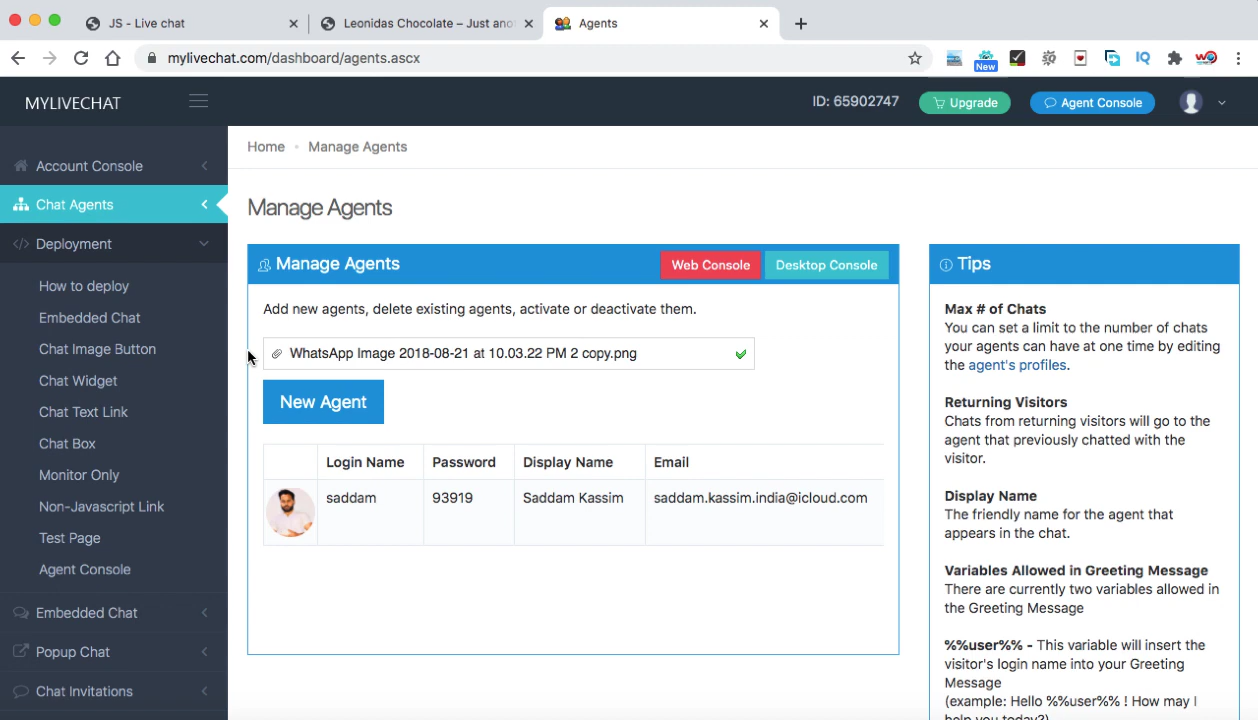 JS - Live chat
Leonidas Chocolate – Just ano
Agents
mylivechat.com/dashboard/agents.ascx
New
IQ
MYLIVECHAT
ID: 65902747
Upgrade
Agent Console
Account Console
Chat Agents
Deployment
How to deploy
Embedded Chat
Chat Image Button
Chat Widget
Chat Text Link
Chat Box
Monitor Only
Non-Javascript Link
Test Page
Agent Console
Embedded Chat
Popup Chat
Chat Invitations
Home • Manage Agents
Manage Agents
Manage Agents
Web Console
Desktop Console
Add new agents, delete existing agents, activate or deactivate them.
WhatsApp Image 2018-08-21 at 10.03.22 PM 2 copy.png
New Agent
Login Name Password Display Name Email
saddam 93919 Saddam Kassim saddam.kassim.india@icloud.com
Tips
Max # of Chats
You can set a limit to the number of chats
your agents can have at one time by editing
the agent's profiles.
Returning Visitors
Chats from returning visitors will go to the
agent that previously chatted with the
visitor.
Display Name
The friendly name for the agent that
appears in the chat.
Variables Allowed in Greeting Message
There are currently two variables allowed in
the Greeting Message
%%user%% - This variable will insert the
visitor's login name into your Greeting
Message
(example: Hello %%user%% ! How may I
help you today?)